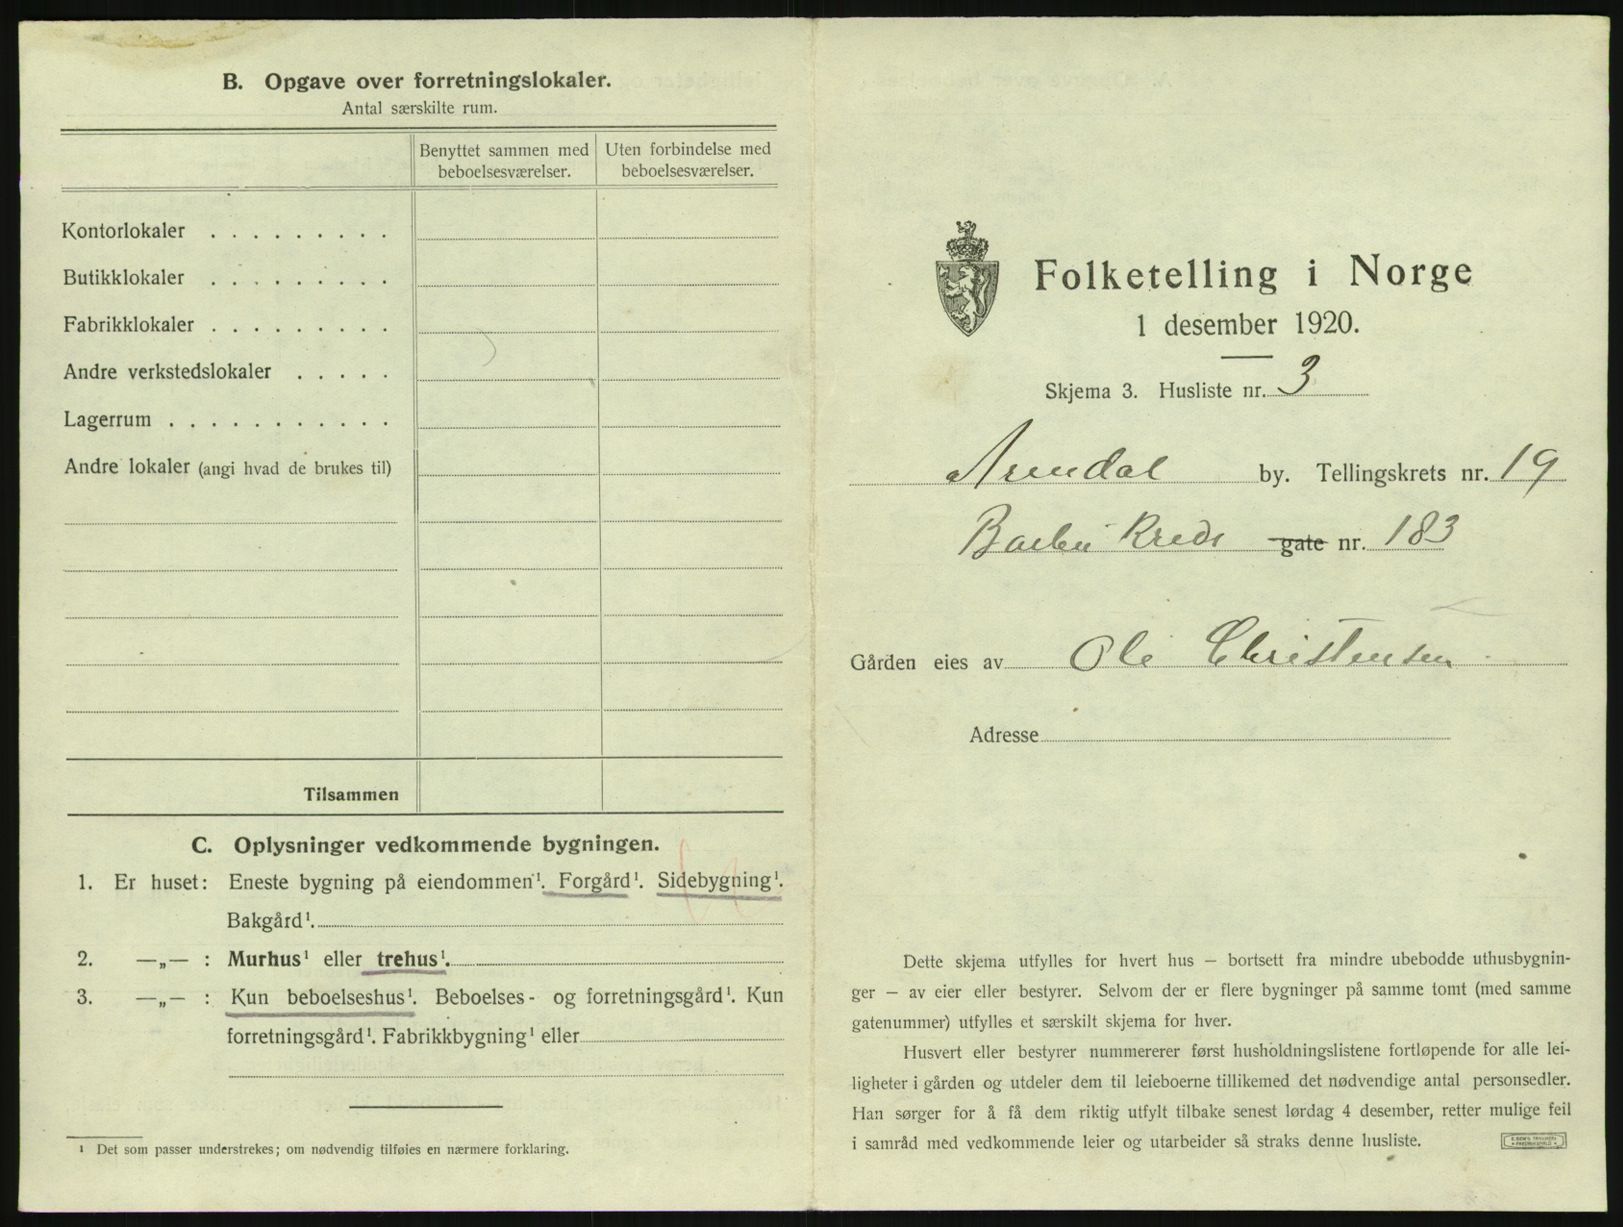 B. Opgave over forretningslokaler.
Antal særskilte rum.
Benyttet sammen med beboelsesværelser.
Uten forbindelse med beboelsesværelser.
Kontorlokaler . . . . . . . . .
Butikklokaler . . . . . . . . .
Fabrikklokaler . . . . . . . . .
Andre verkstedslokaler . . . . .
Lagerrum . . . . . . . . . . .
Andre lokaler (angi hvad de brukes til)
Tilsammen
C. Oplysninger vedkommende bygningen.
1. Er huset: Eneste bygning på eiendommen¹. Forgård¹. Sidebygning¹.
Bakgård¹.
2. —„— : Murhus¹ eller trehus¹.
3. —„— : Kun beboelseshus¹. Beboelses- og forretningsgård¹. Kun
forretningsgård¹. Fabrikkbygning¹ eller
¹ Det som passer understrekes; om nødvendig tilføies en nærmere forklaring.
Folketelling i Norge
1 desember 1920.
Skjema 3. Husliste nr. 3
Arendal by. Tellingskrets nr. 19
Barbu Kreds gate nr. 183
Gården eies av Ole Christensen
Adresse
Dette skjema utfylles for hvert hus — bortsett fra mindre ubebodde uthusbygnin-
ger — av eier eller bestyrer. Selvom der er flere bygninger på samme tomt (med samme
gatenummer) utfylles et særskilt skjema for hver.
Husvert eller bestyrer nummererer først husholdningslistene fortløpende for alle lei-
ligheter i gården og utdeler dem til leieboerne tillikemed det nødvendige antal personsedler.
Han sørger for å få dem riktig utfylt tilbake senest lørdag 4 desember, retter mulige feil
i samråd med vedkommende leier og utarbeider så straks denne husliste.